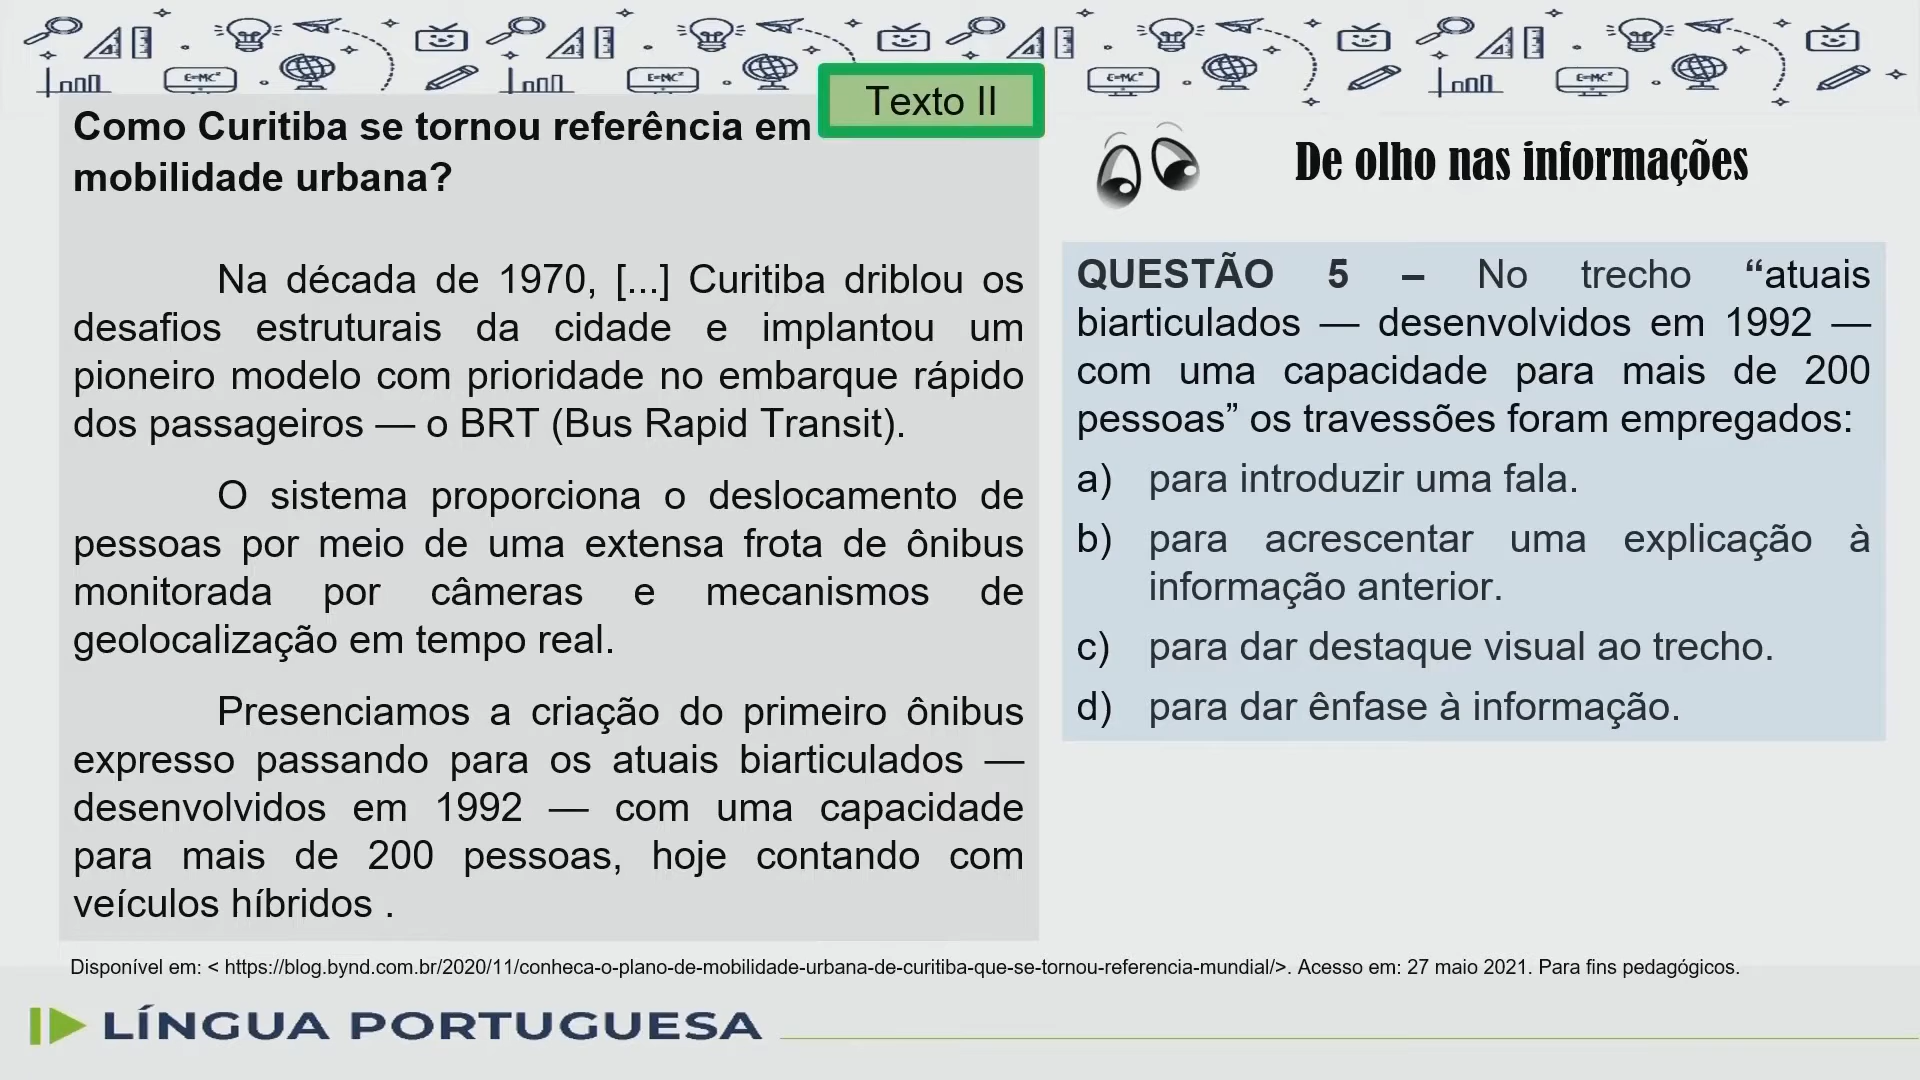 E=MC²
E=MC²
E=MC²
E=MC²
Texto II
Como Curitiba se tornou referência em
mobilidade urbana?
Na década de 1970, [...] Curitiba driblou os
desafios estruturais da cidade e implantou um
pioneiro modelo com prioridade no embarque rápido
dos passageiros — o BRT (Bus Rapid Transit).
O sistema proporciona o deslocamento de
pessoas por meio de uma extensa frota de ônibus
monitorada por câmeras e mecanismos de
geolocalização em tempo real.
Presenciamos a criação do primeiro ônibus
expresso passando para os atuais biarticulados —
desenvolvidos em 1992 — com uma capacidade
para mais de 200 pessoas, hoje contando com
veículos híbridos .
De olho nas informações
QUESTÃO 5 – No trecho “atuais
biarticulados — desenvolvidos em 1992 —
com uma capacidade para mais de 200
pessoas” os travessões foram empregados:
a) para introduzir uma fala.
b) para acrescentar uma explicação à
informação anterior.
c) para dar destaque visual ao trecho.
d) para dar ênfase à informação.
Disponível em: < https://blog.bynd.com.br/2020/11/conheca-o-plano-de-mobilidade-urbana-de-curitiba-que-se-tornou-referencia-mundial/>. Acesso em: 27 maio 2021. Para fins pedagógicos.
LÍNGUA PORTUGUESA